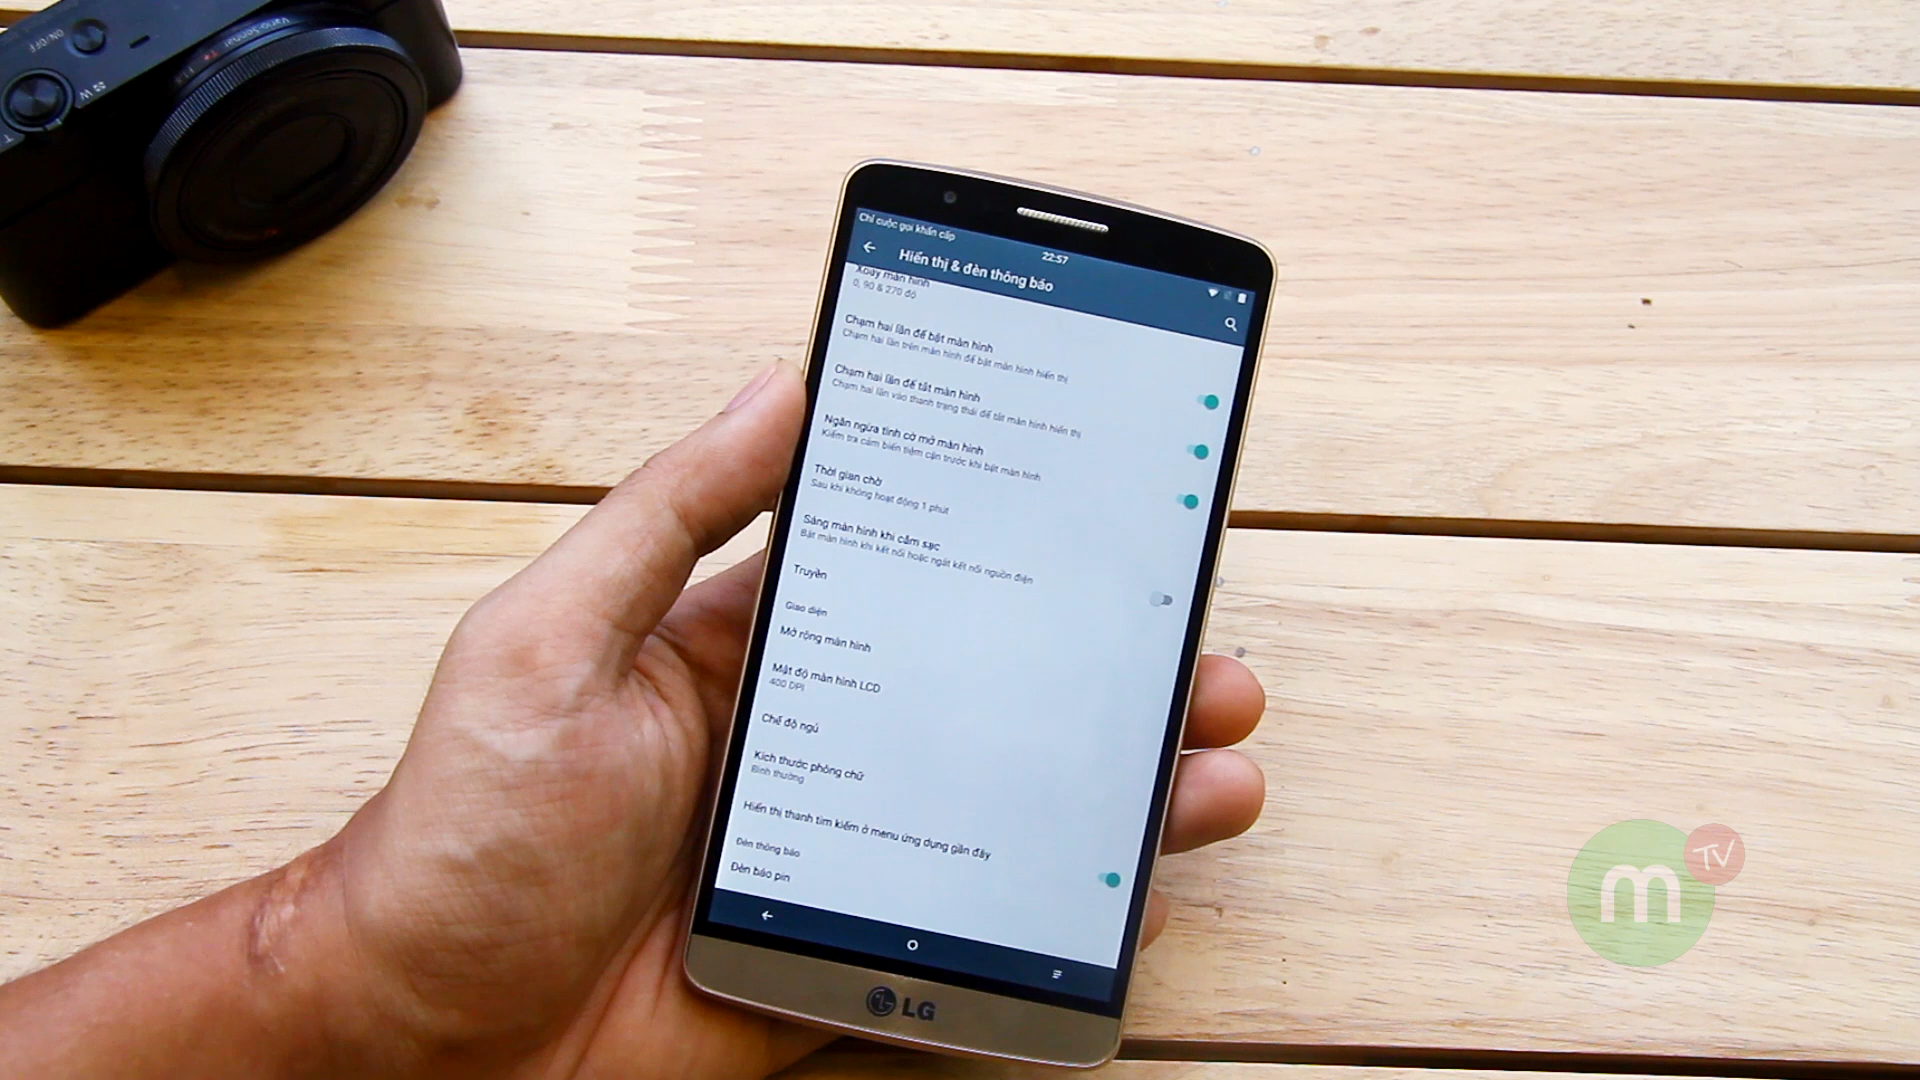 ON/OFF
W
T
Vario-Sonnar T*
Chỉ cuộc gọi khẩn cấp
22:57
Hiển thị & đèn thông báo
Xoay màn hình
0, 90 & 270 độ
Chạm hai lần để bật màn hình
Chạm hai lần trên màn hình để bật màn hình hiển thị
Chạm hai lần để tắt màn hình
Chạm hai lần vào thanh trạng thái để tắt màn hình hiển thị
Ngăn ngừa tình cờ mở màn hình
Kiểm tra cảm biến tiệm cận trước khi bật màn hình
Thời gian chờ
Sau khi không hoạt động 1 phút
Sáng màn hình khi cắm sạc
Bật màn hình khi kết nối hoặc ngắt kết nối nguồn điện
Truyền
Giao diện
Mở rộng màn hình
Mật độ màn hình LCD
400 DPI
Chế độ ngủ
Kích thước phông chữ
Bình thường
Hiển thị thanh tìm kiếm ở menu ứng dụng gần đây
Đèn thông báo
Đèn báo pin
LG
m TV